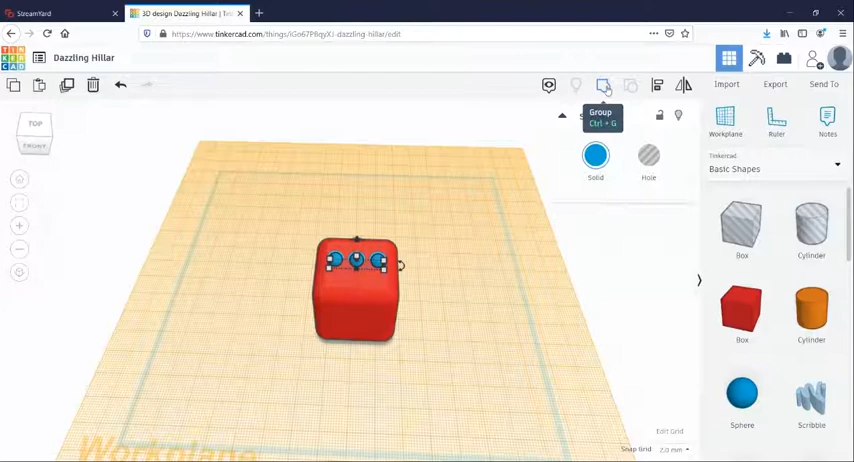 StreamYard
3D design Dazzling Hillar | Tin
https://www.tinkercad.com/things/
-dazzling-hillar/edit
TIN
KER
CAD
Dazzling Hillar
Import
Export
Send To
Group
Ctrl + G
Solid
Hole
TOP
FRONT
Workplane
Ruler
Notes
Tinkercad
Basic Shapes
Box
Cylinder
Box
Cylinder
Sphere
Scribble
Workplane
Edit Grid
Snap Grid
2.0 mm